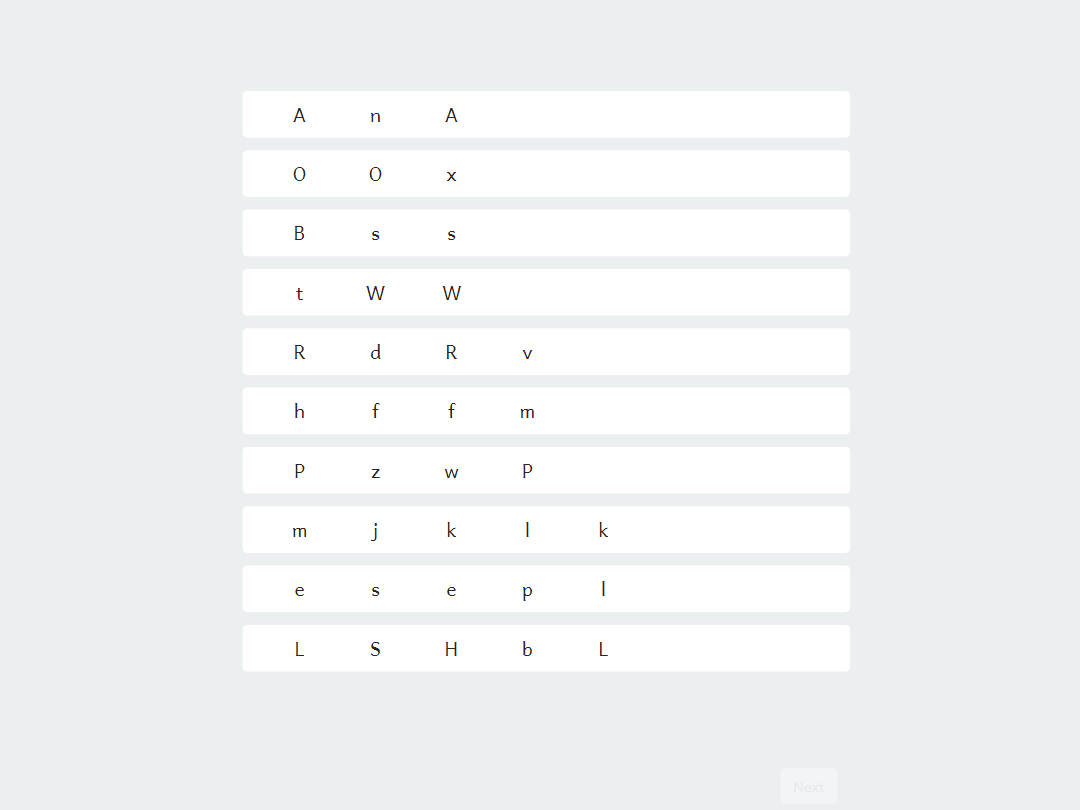 A n A
O O x
B s s
t W W
R d R v
h f f m
P z w P
m j k l k
e s e p l
L S H b L
Next